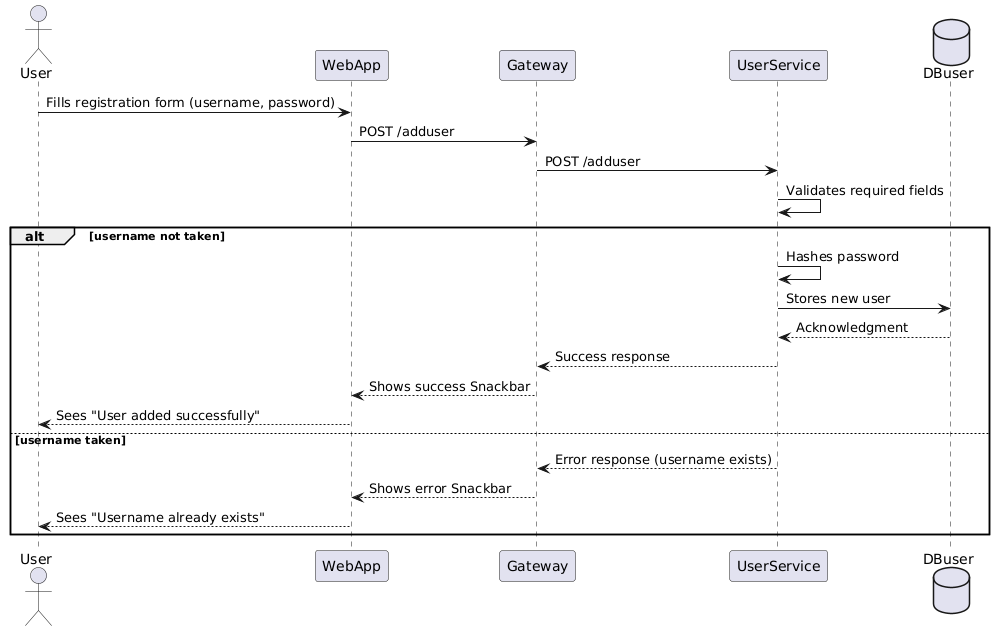 User
WebApp
Gateway
UserService
DBuser
Fills registration form (username, password)
POST /adduser
POST /adduser
Validates required fields
alt
[username not taken]
Hashes password
Stores new user
Acknowledgment
Success response
Shows success Snackbar
Sees "User added successfully"
[username taken]
Error response (username exists)
Shows error Snackbar
Sees "Username already exists"
User
WebApp
Gateway
UserService
DBuser